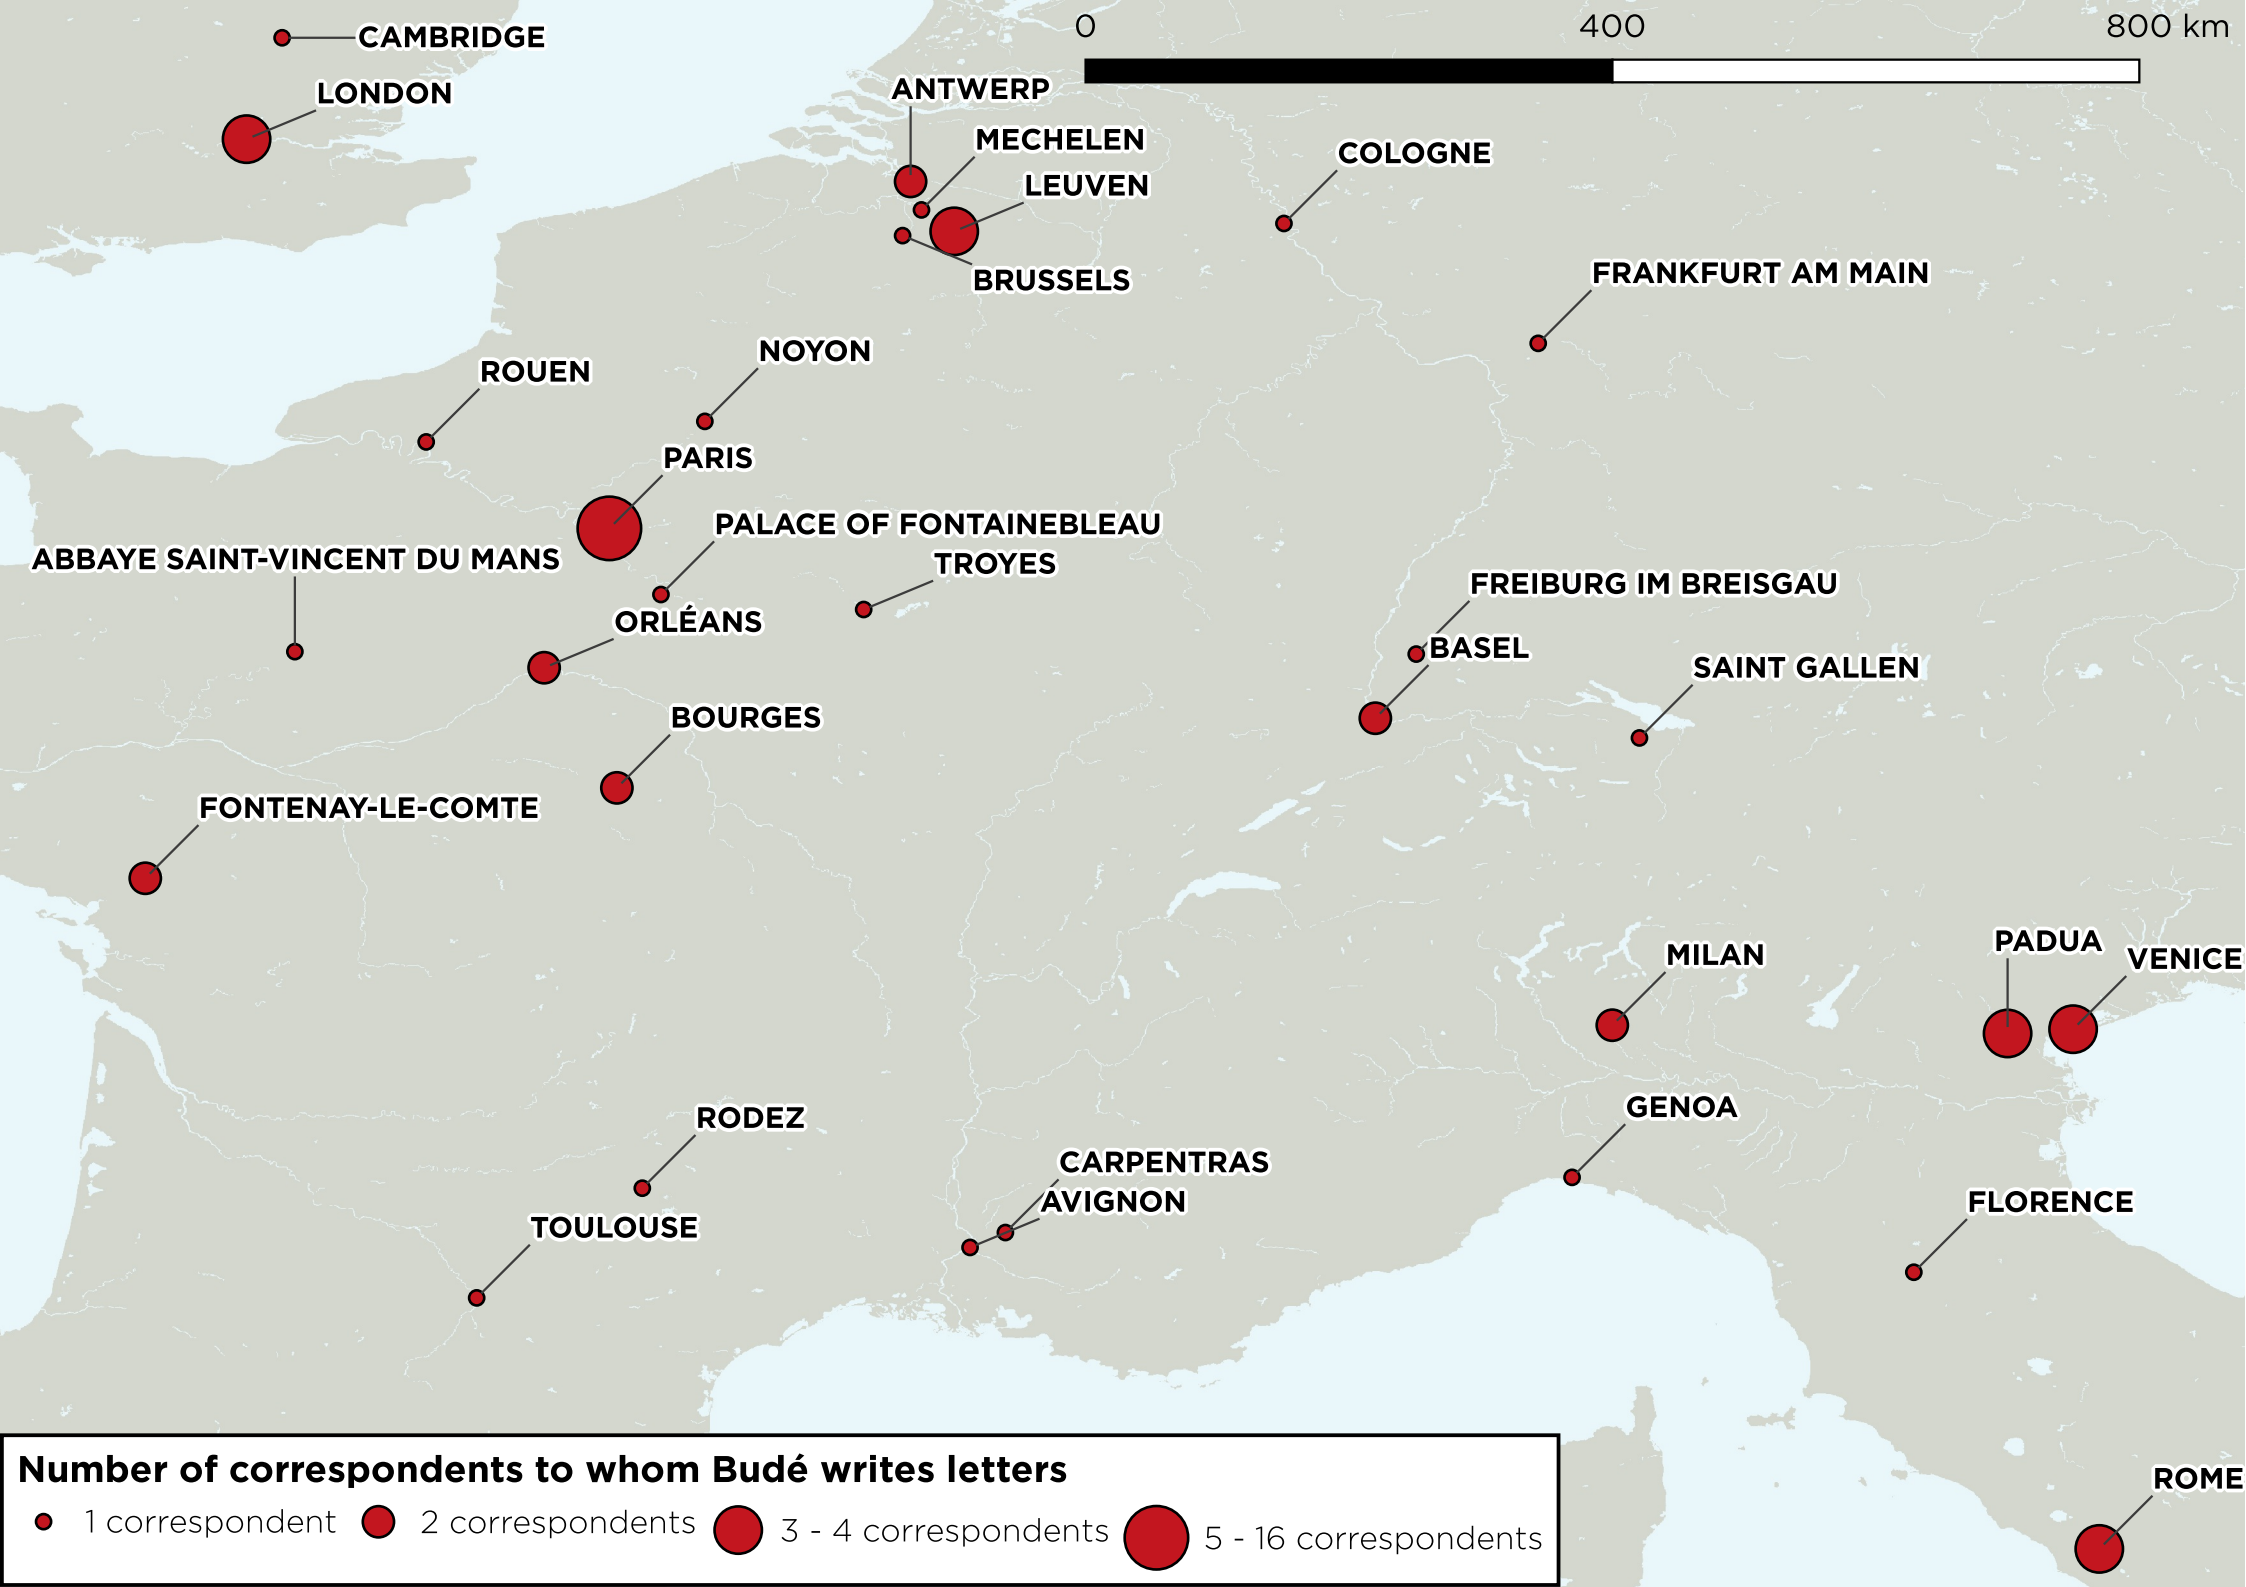 0 400 800 km
CAMBRIDGE
LONDON
ANTWERP
MECHELEN
COLOGNE
LEUVEN
BRUSSELS
FRANKFURT AM MAIN
NOYON
ROUEN
PARIS
PALACE OF FONTAINEBLEAU
ABBAYE SAINT-VINCENT DU MANS
TROYES
FREIBURG IM BREISGAU
ORLÉANS
BASEL
SAINT GALLEN
BOURGES
FONTENAY-LE-COMTE
PADUA
MILAN
VENICE
GENOA
RODEZ
CARPENTRAS
AVIGNON
FLORENCE
TOULOUSE
Number of correspondents to whom Budé writes letters
ROME
1 correspondent 2 correspondents 3 - 4 correspondents 5 - 16 correspondents